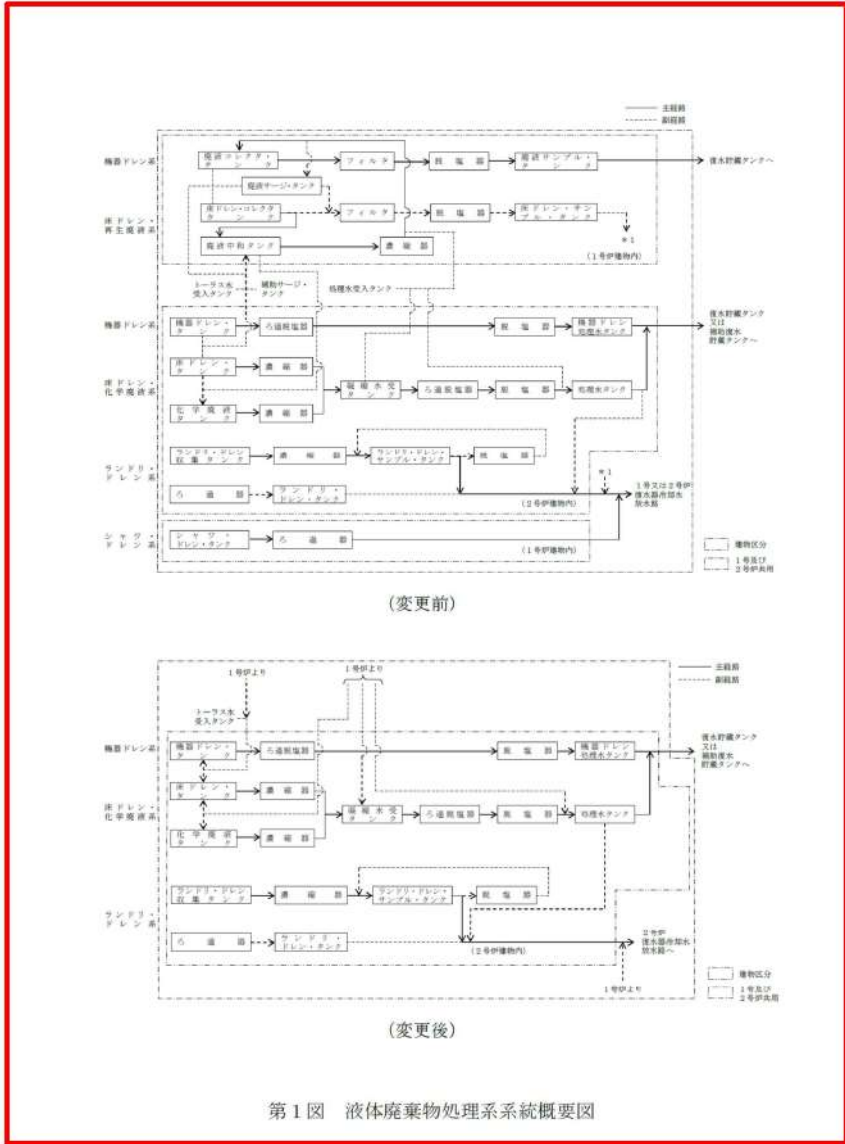 主経路
副経路
機器ドレン系
廃液コレクタ・
タンク
フィルタ
脱塩器
廃液サンプル・タ
ンク
復水貯蔵タンクへ
廃液サージ・タンク
床ドレン・
再生廃液系
床ドレン・コレクタ
タンク
フィルタ
脱塩器
床ドレン・サン
プル・タンク
※1
廃液中和タンク
濃縮器
(1号炉建物内)
トーラス水
受入タンク
補助サージ・
タンク
処理水受入タンク
機器ドレン系
機器ドレン・
タンク
ろ過脱塩器
脱塩器
機器ドレン
処理水タンク
復水貯蔵タンク
又は
補助復水
貯蔵タンクへ
床ドレン・
化学廃液系
床ドレン・
タンク
濃縮器
凝縮水受
タンク
ろ過脱塩器
脱塩器
処理水タンク
化学廃液
タンク
濃縮器
ランドリ・
ドレン系
ランドリ・ドレン
収集タンク
濃縮器
ランドリ・ドレン・
サンプル・タンク
脱塩器
※1
ろ過器
ランドリ・
ドレン・タンク
(2号炉建物内)
1号又は2号炉
復水器冷却水
放水路
シャワ・
ドレン系
シャワ・
ドレン・タンク
ろ過器
(1号炉建物内)
建物区分
1号及び
2号炉共用
(変更前)
1号炉より
1号炉より
主経路
副経路
トーラス水
受入タンク
機器ドレン系
機器ドレン・
タンク
ろ過脱塩器
脱塩器
機器ドレン
処理水タンク
復水貯蔵タンク
又は
補助復水
貯蔵タンクへ
床ドレン・
化学廃液系
床ドレン・
タンク
濃縮器
凝縮水受
タンク
ろ過脱塩器
脱塩器
処理水タンク
化学廃液
タンク
濃縮器
ランドリ・
ドレン系
ランドリ・ドレン
収集タンク
濃縮器
ランドリ・ドレン・
サンプル・タンク
脱塩器
ろ過器
ランドリ・
ドレン・タンク
(2号炉建物内)
2号炉
復水器冷却水
放水路へ
1号炉より
建物区分
1号及び
2号炉共用
(変更後)
第1図 液体廃棄物処理系系統概要図